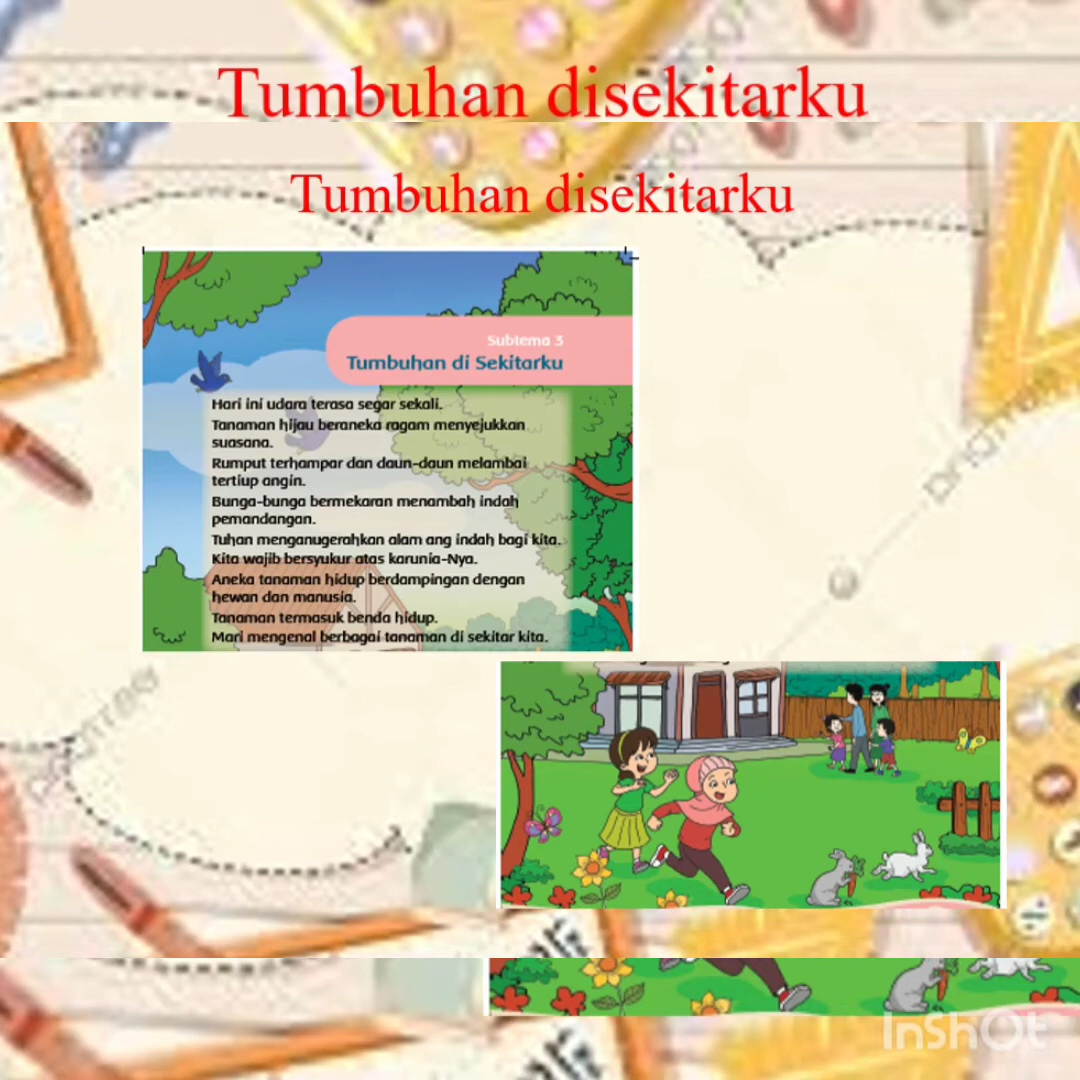 Tumbuhan disekitarku
Tumbuhan disekitarku
Subtema 3
Tumbuhan di Sekitarku
Hari ini udara terasa segar sekali.
Tanaman hijau beraneka ragam menyejukkan
suasana.
Rumput terhampar dan daun-daun melambai
tertiup angin.
Bunga-bunga bermekaran menambah indah
pemandangan.
Tuhan menganugerahkan alam ang indah bagi kita.
Kita wajib bersyukur atas karunia-Nya.
Aneka tanaman hidup berdampingan dengan
hewan dan manusia.
Tanaman termasuk benda hidup.
Mari mengenal berbagai tanaman di sekitar kita.
InShOt